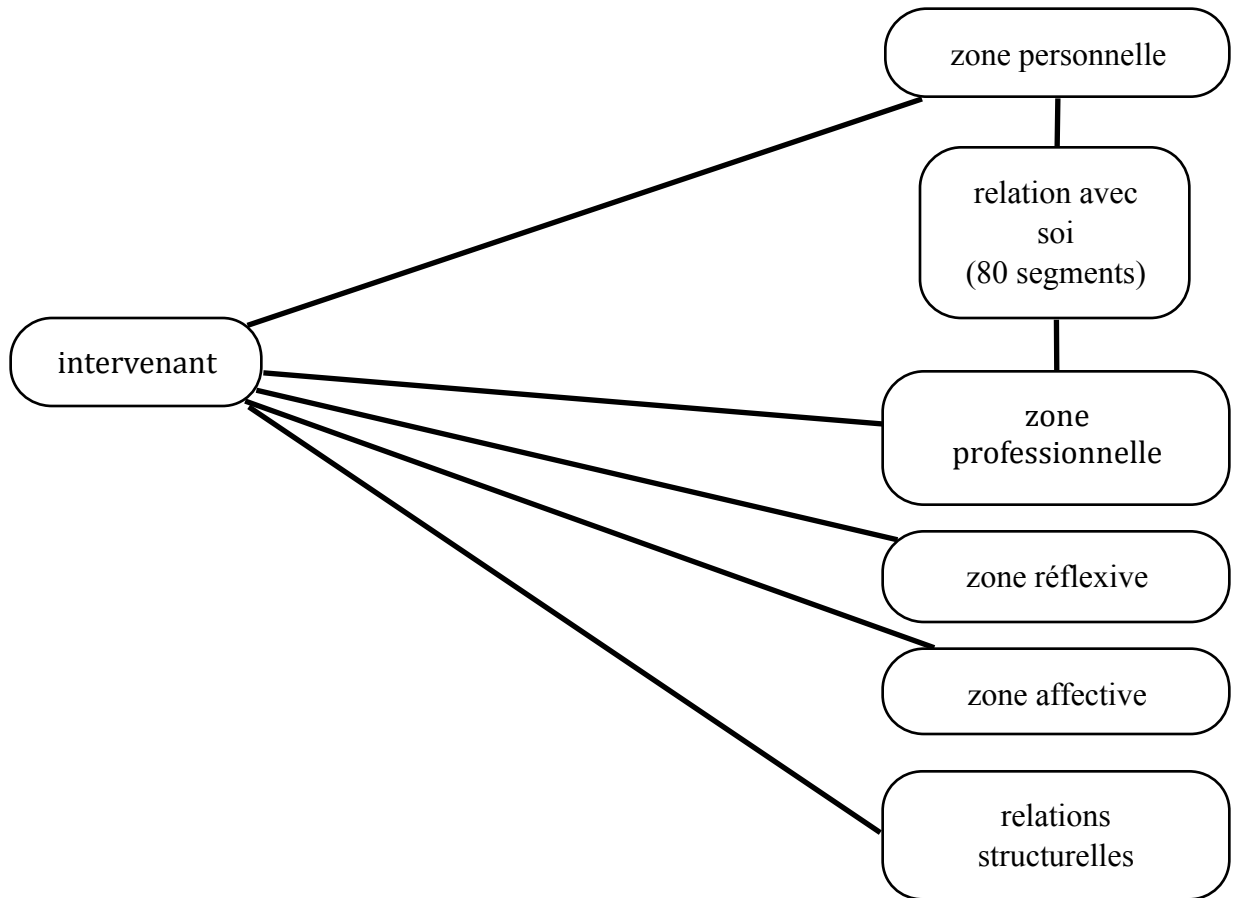 zone personnelle
relation avec
soi
(80 segments)
intervenant
zone
professionnelle
zone réflexive
zone affective
relations
structurelles